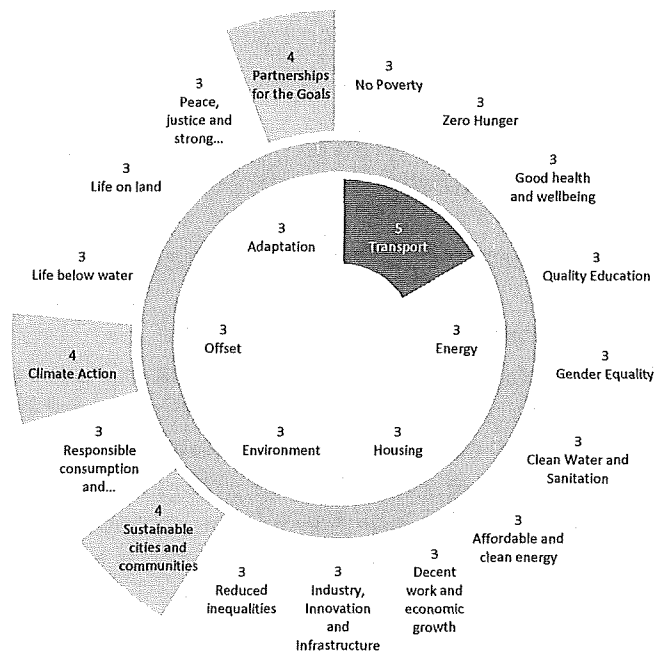 4
Partnerships
for the Goals
3
No Poverty
3
Zero Hunger
3
Good health
and wellbeing
3
Quality Education
3
Gender Equality
3
Clean Water and
Sanitation
3
Affordable and
clean energy
3
Decent
work and
economic
growth
3
Industry,
Innovation
and
Infrastructure
3
Reduced
inequalities
4
Sustainable
cities and
communities
3
Responsible
consumption
and...
4
Climate Action
3
Life below water
3
Life on land
3
Peace,
justice and
strong...
5
Transport
3
Energy
3
Housing
3
Environment
3
Offset
3
Adaptation